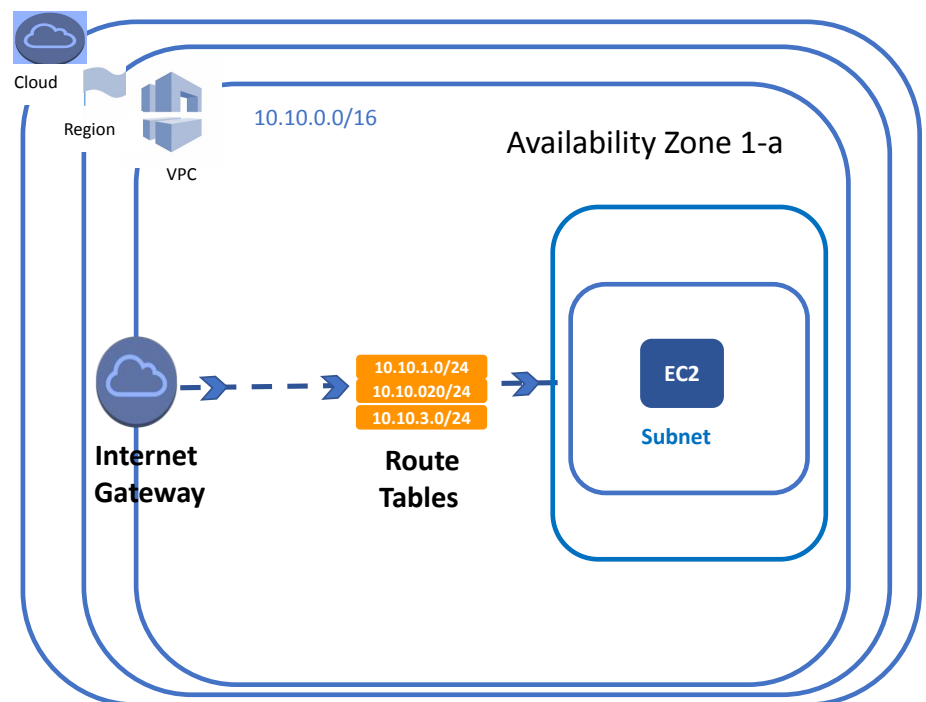 Cloud
Region
VPC
10.10.0.0/16
Availability Zone 1-a
10.10.1.0/24
10.10.020/24
10.10.3.0/24
EC2
Subnet
Internet
Gateway
Route
Tables